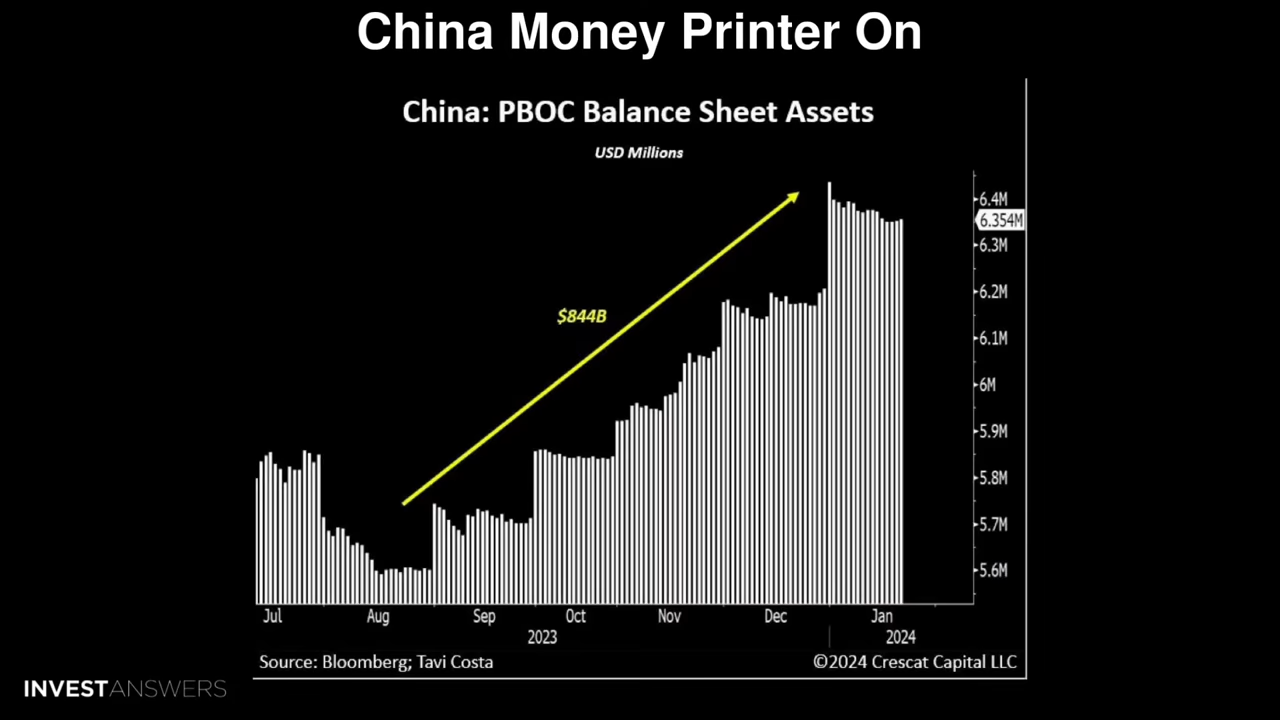 China Money Printer On
China: PBOC Balance Sheet Assets
USD Millions
6.4M
6.354M
6.3M
6.2M
$844B
6.1M
6M
5.9M
5.8M
5.7M
5.6M
Jul Aug Sep Oct Nov Dec Jan
2023 2024
Source: Bloomberg; Tavi Costa ©2024 Crescat Capital LLC
INVESTANSWERS